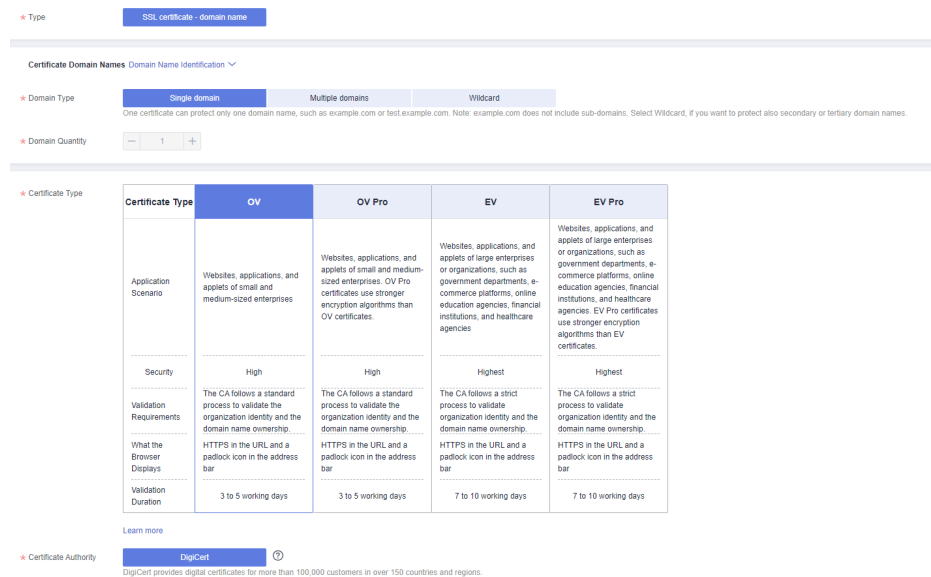 * Type
SSL certificate - domain name
Certificate Domain Names Domain Name Identification
* Domain Type
Single domain
Multiple domains
Wildcard
One certificate can protect only one domain name, such as example.com or test.example.com. Note: example.com does not include sub-domains. Select Wildcard, if you want to protect also secondary or tertiary domain names.
* Domain Quantity
1
* Certificate Type
Certificate Type
OV
OV Pro
EV
EV Pro
Application
Scenario
Websites, applications, and
applets of small and
medium-sized enterprises
Websites, applications, and
applets of small and medium-
sized enterprises. OV Pro
certificates use stronger
encryption algorithms than
OV certificates.
Websites, applications, and
applets of large enterprises
or organizations, such as
government departments, e-
commerce platforms, online
education agencies, financial
institutions, and healthcare
agencies
Websites, applications, and
applets of large enterprises
or organizations, such as
government departments, e-
commerce platforms, online
education agencies, financial
institutions, and healthcare
agencies. EV Pro certificates
use stronger encryption
algorithms than EV
certificates.
Security
High
High
Highest
Highest
Validation
Requirements
The CA follows a standard
process to validate the
organization identity and the
domain name ownership.
The CA follows a standard
process to validate the
organization identity and the
domain name ownership.
The CA follows a strict
process to validate
organization identity and the
domain name ownership.
The CA follows a strict
process to validate
organization identity and the
domain name ownership.
What the
Browser
Displays
HTTPS in the URL and a
padlock icon in the address
bar
HTTPS in the URL and a
padlock icon in the address
bar
HTTPS in the URL and a
padlock icon in the address
bar
HTTPS in the URL and a
padlock icon in the address
bar
Validation
Duration
3 to 5 working days
3 to 5 working days
7 to 10 working days
7 to 10 working days
Learn more
* Certificate Authority
DigiCert
DigiCert provides digital certificates for more than 100,000 customers in over 150 countries and regions.